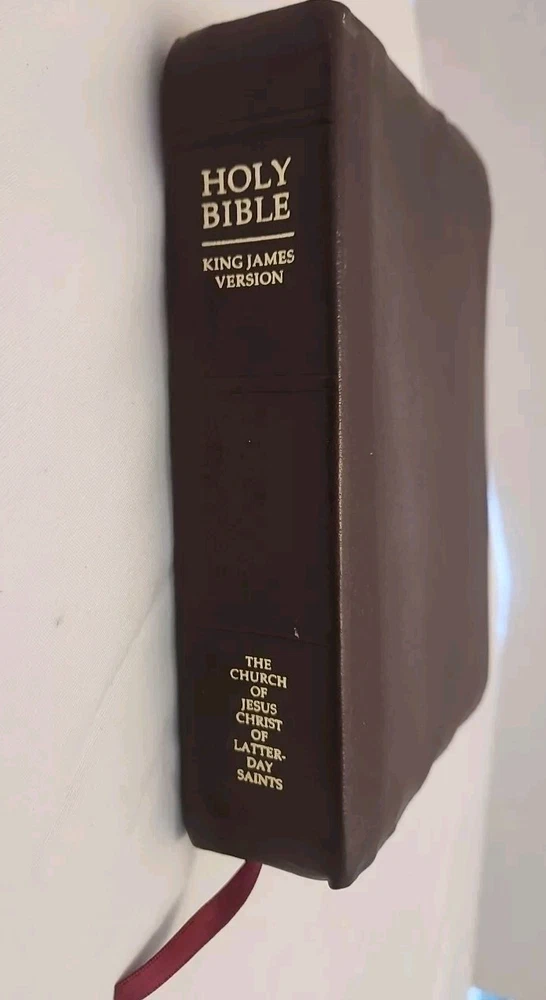 HOLY
BIBLE
KING JAMES
VERSION
THE
CHURCH
OF
JESUS
CHRIST
OF
LATTER-
DAY
SAINTS